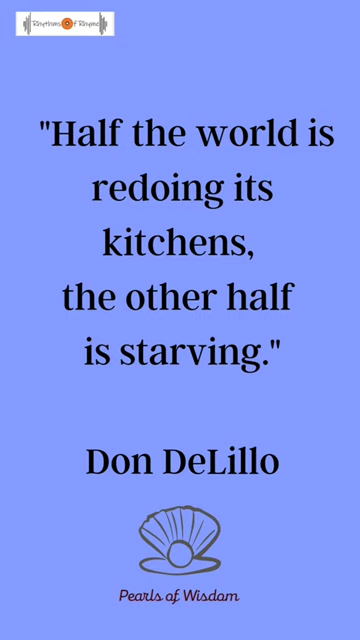 Rhythms Of Rhyme
"Half the world is
redoing its
kitchens,
the other half
is starving."
Don DeLillo
Pearls of Wisdom